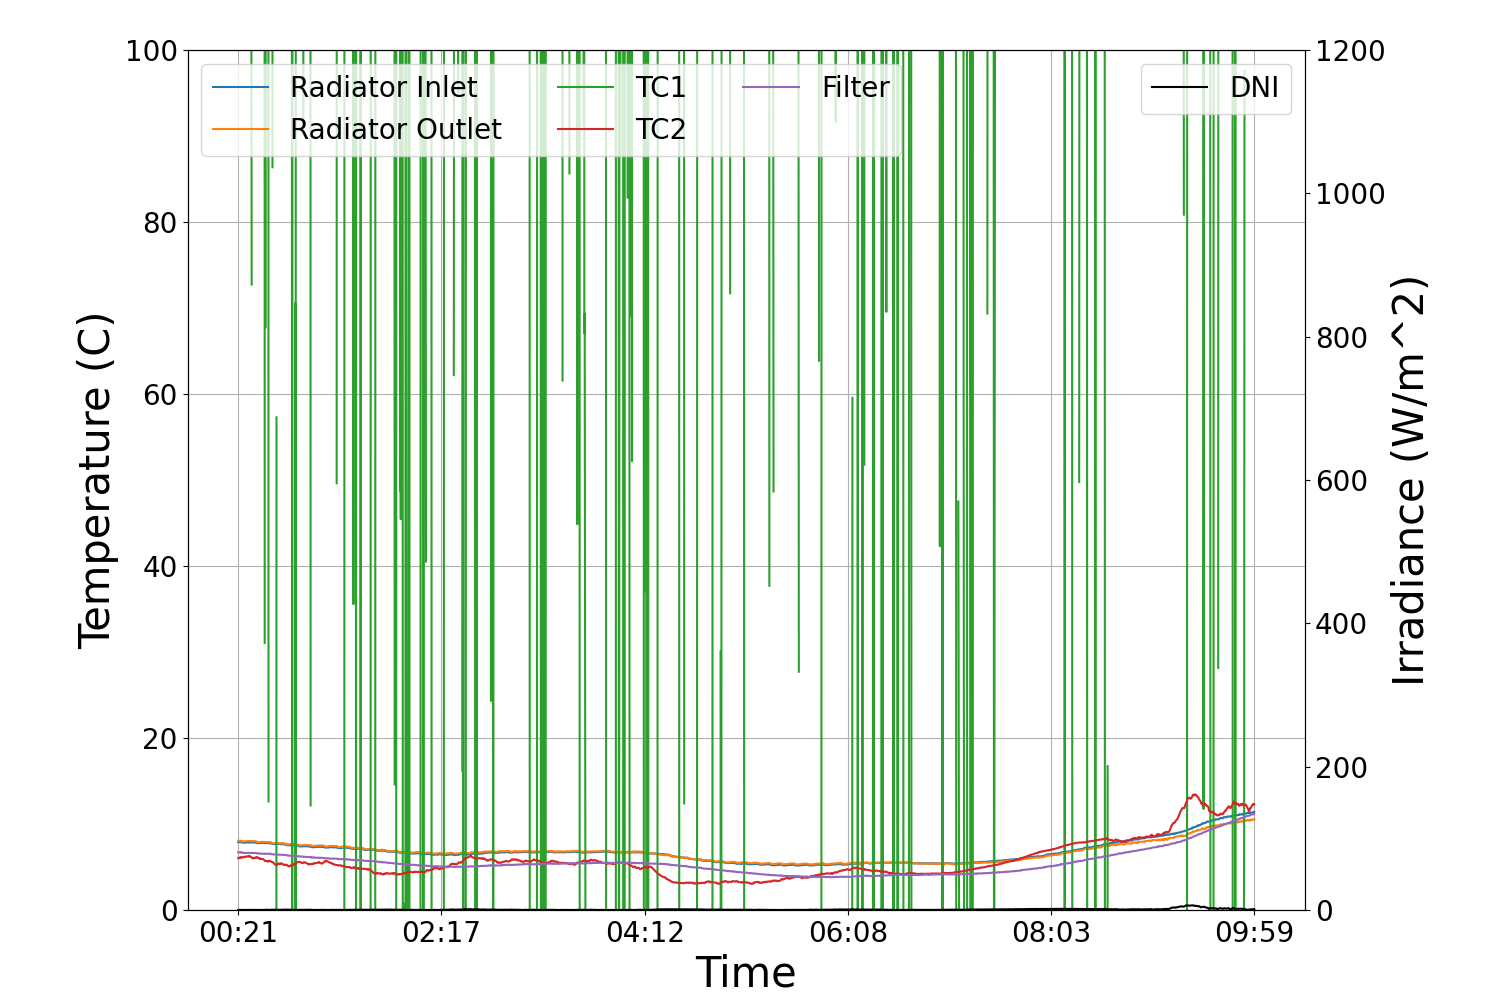 100
80
60
40
20
0
Temperature (C)
Radiator Inlet
Radiator Outlet
TC1
TC2
Filter
DNI
1200
1000
800
600
400
200
0
Irradiance (W/m^2)
00:21
02:17
04:12
06:08
08:03
09:59
Time